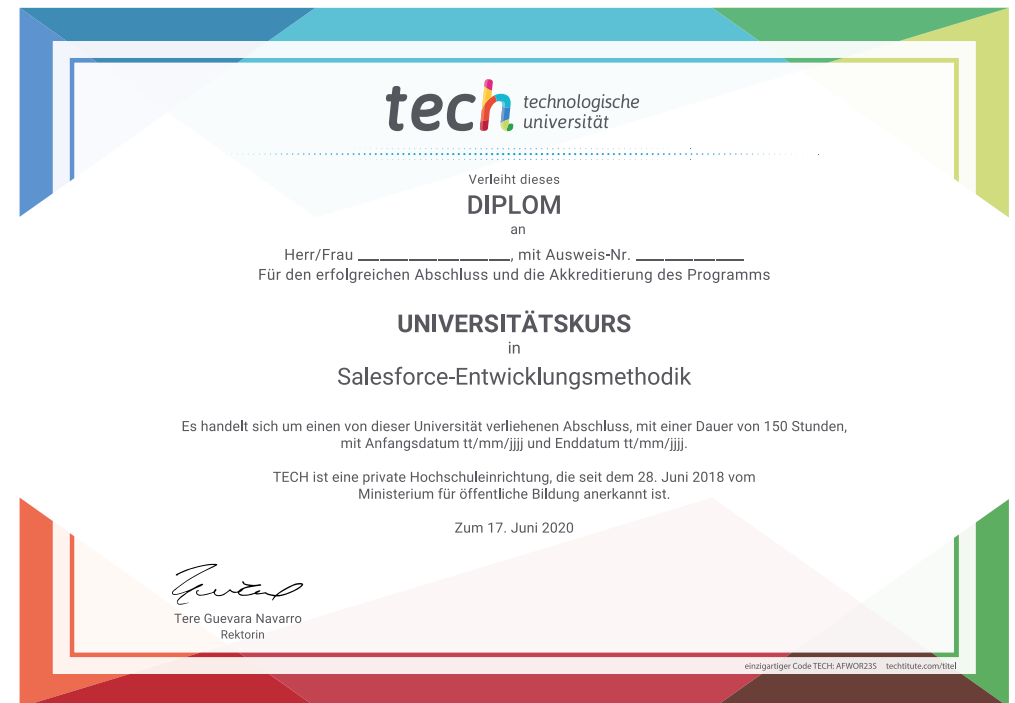 tech technologische
universität
Verleiht dieses
DIPLOM
an
Herr/Frau ____________________, mit Ausweis-Nr. ______________
Für den erfolgreichen Abschluss und die Akkreditierung des Programms
UNIVERSITÄTSKURS
in
Salesforce-Entwicklungsmethodik
Es handelt sich um einen von dieser Universität verliehenen Abschluss, mit einer Dauer von 150 Stunden,
mit Anfangsdatum tt/mm/jjjj und Enddatum tt/mm/jjjj.
TECH ist eine private Hochschuleinrichtung, die seit dem 28. Juni 2018 vom
Ministerium für öffentliche Bildung anerkannt ist.
Zum 17. Juni 2020
Tere Guevara Navarro
Rektorin
einzigartiger Code TECH: AFWOR23S techtitute.com/titel